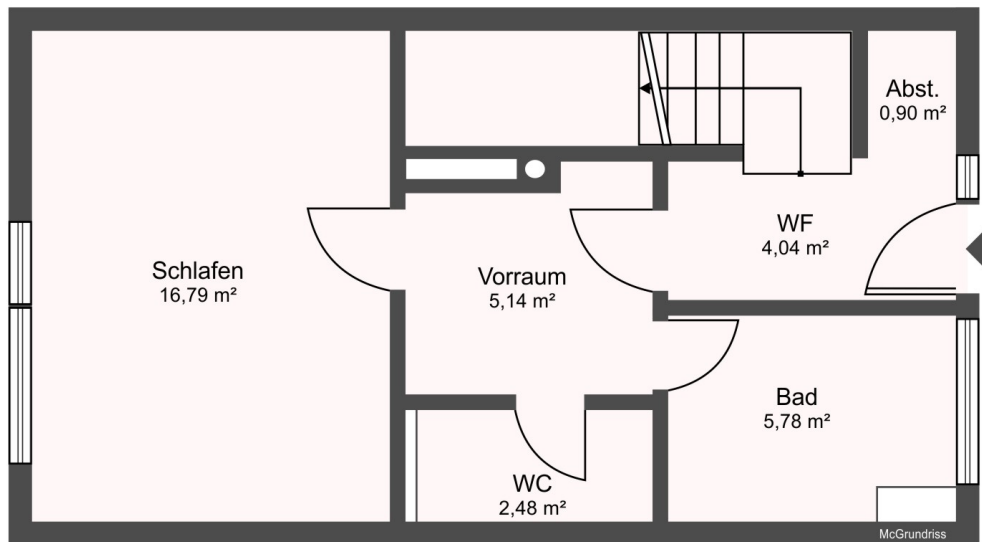 Abst.
0,90 m²
WF
4,04 m²
Schlafen
16,79 m²
Vorraum
5,14 m²
Bad
5,78 m²
WC
2,48 m²
McGrundriss